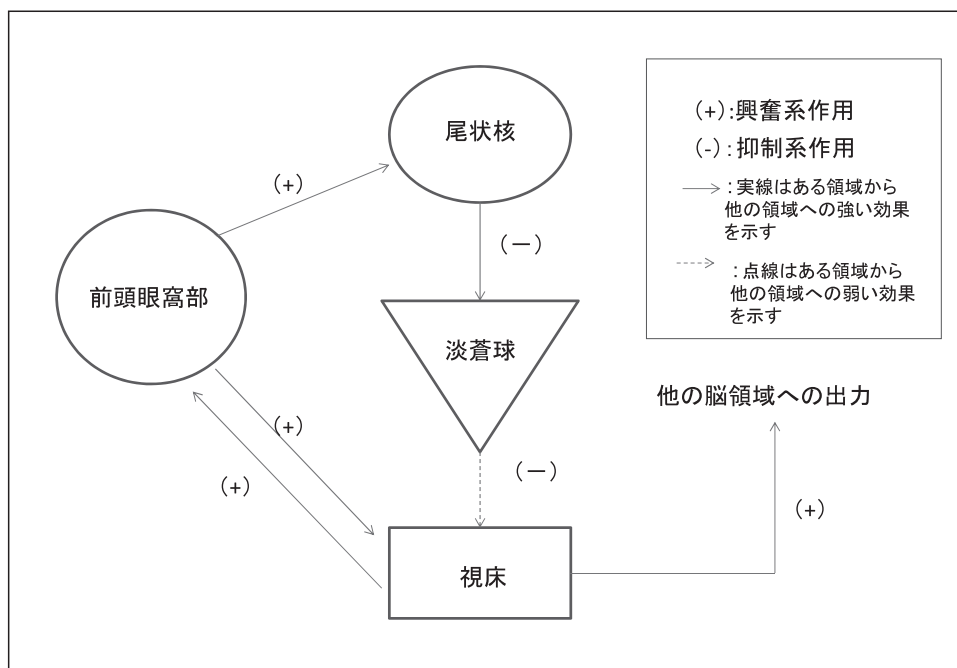 尾状核
(+)
前頭眼窩部
(−)
淡蒼球
(+)
(+)
(−)
視床
(+):興奮系作用
(-):抑制系作用
:実線はある領域から
他の領域への強い効果
を示す
:点線はある領域から
他の領域への弱い効果
を示す
他の脳領域への出力
(+)